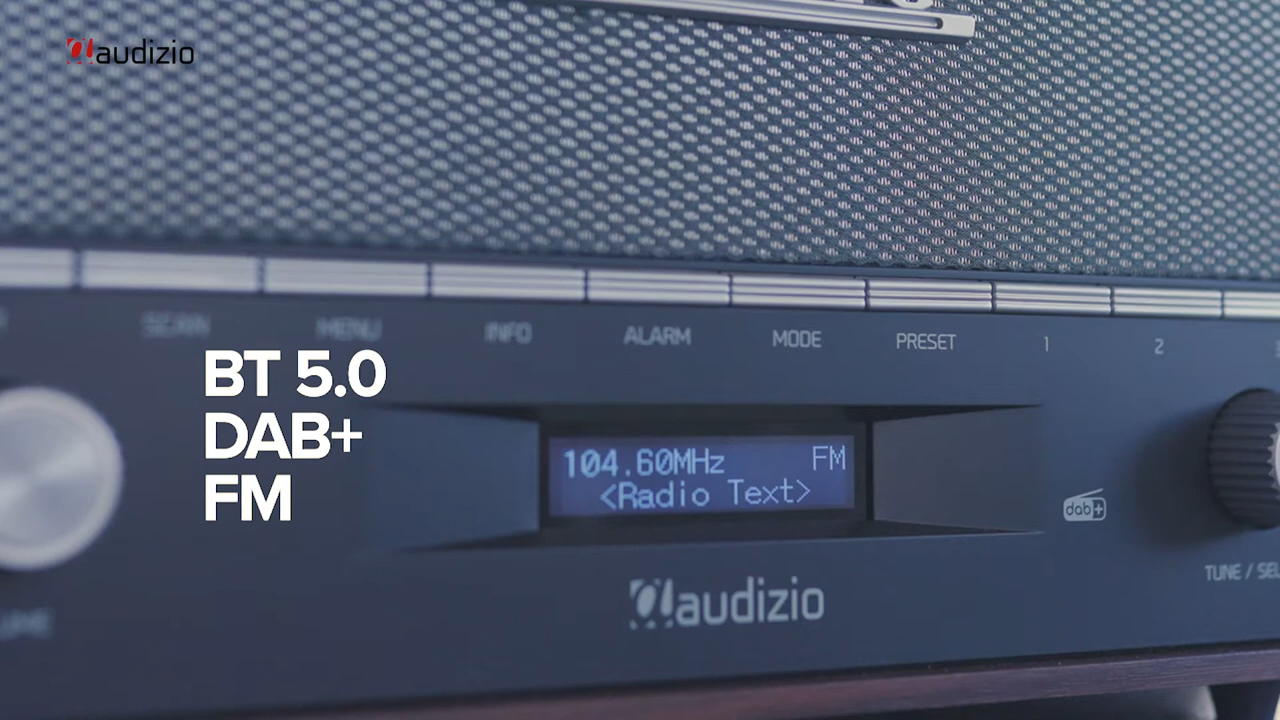 audizio
SCAN MENU INFO ALARM MODE PRESET 1 2
BT 5.0
DAB+
FM
104.60MHz FM
<Radio Text>
dab+
TUNE / SEL
audizio